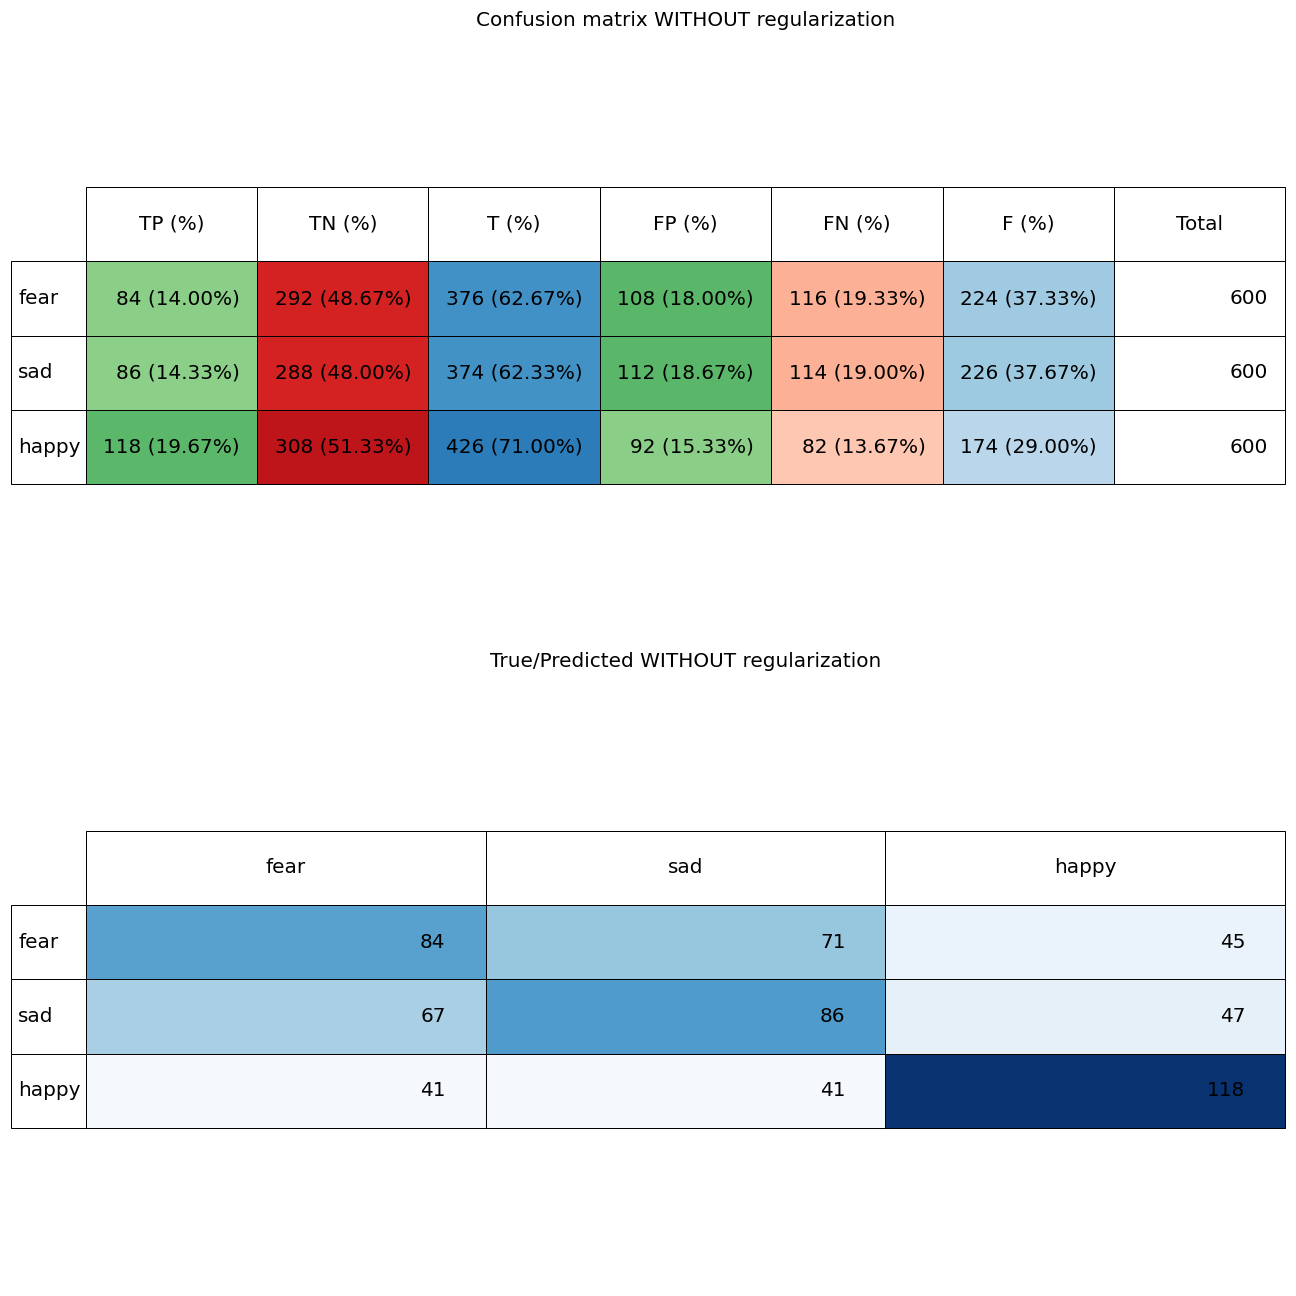 Confusion matrix WITHOUT regularization
TP (%) TN (%) T (%) FP (%) FN (%) F (%) Total
fear 84 (14.00%) 292 (48.67%) 376 (62.67%) 108 (18.00%) 116 (19.33%) 224 (37.33%) 600
sad 86 (14.33%) 288 (48.00%) 374 (62.33%) 112 (18.67%) 114 (19.00%) 226 (37.67%) 600
happy 118 (19.67%) 308 (51.33%) 426 (71.00%) 92 (15.33%) 82 (13.67%) 174 (29.00%) 600
True/Predicted WITHOUT regularization
fear sad happy
fear 84 71 45
sad 67 86 47
happy 41 41 118